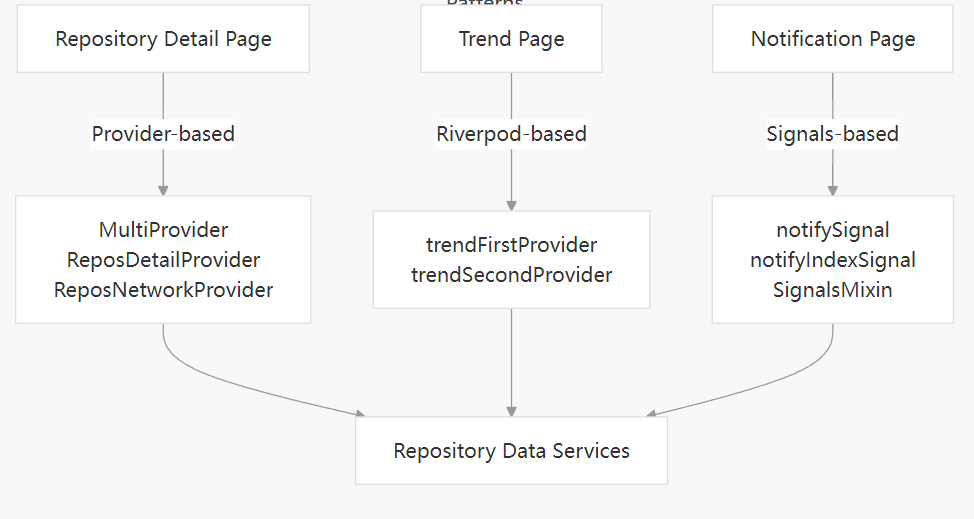 Patterns
Repository Detail Page
Trend Page
Notification Page
Provider-based
Riverpod-based
Signals-based
MultiProvider
ReposDetailProvider
ReposNetworkProvider
trendFirstProvider
trendSecondProvider
notifySignal
notifyIndexSignal
SignalsMixin
Repository Data Services